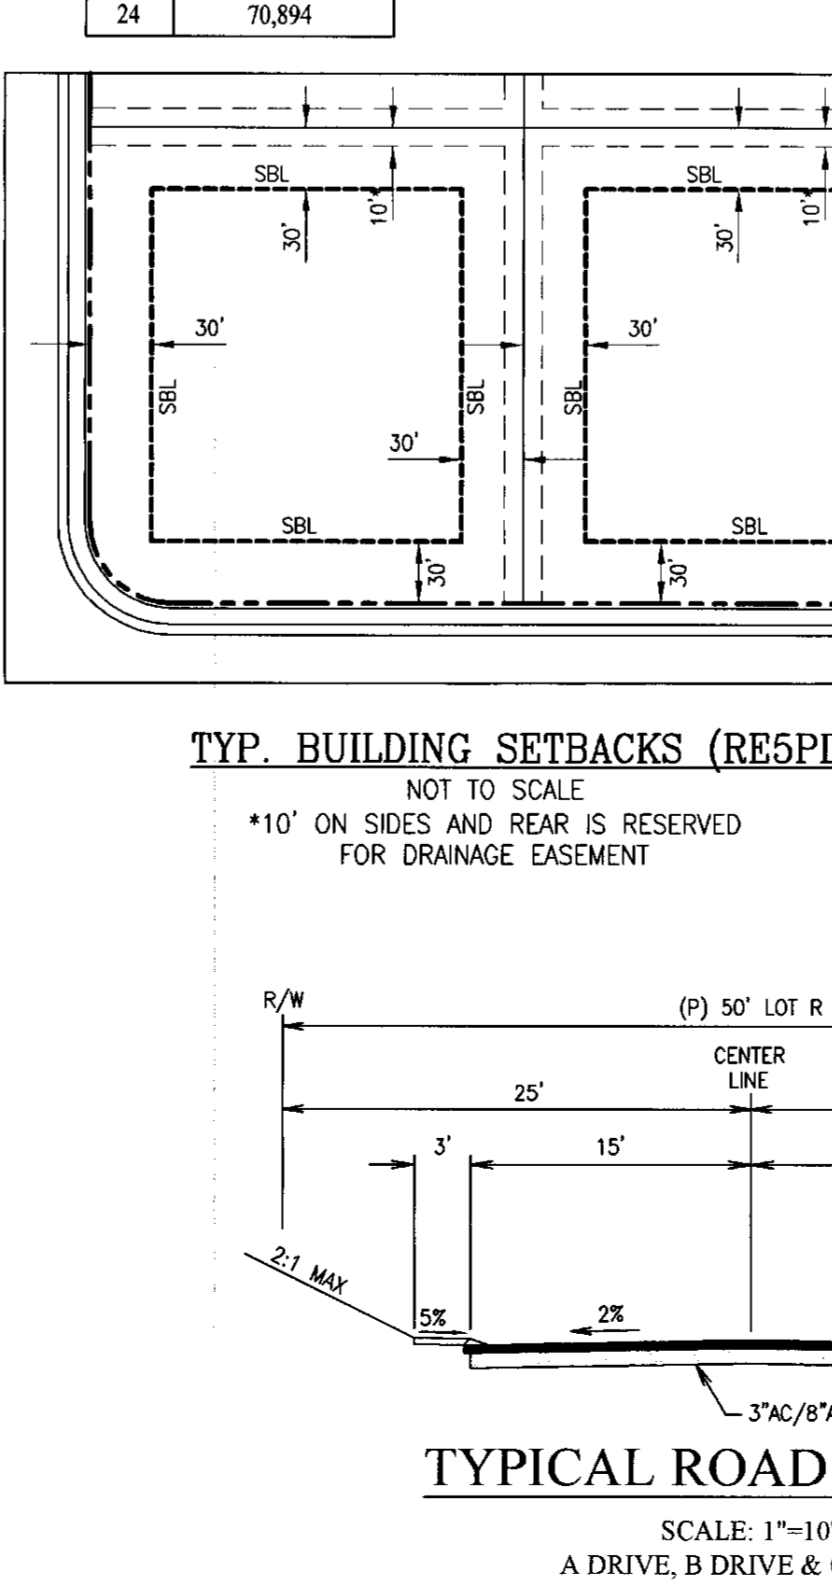 24 70,894
SBL SBL
30' 10'* 30' 10'*
30' 30'
SBL SBL SBL
30'
SBL SBL
30' 30'
TYP. BUILDING SETBACKS (RE5PD
NOT TO SCALE
*10' ON SIDES AND REAR IS RESERVED
FOR DRAINAGE EASEMENT
R/W
(P) 50' LOT R
CENTER
LINE
25'
3' 15'
2:1 MAX
5% 2%
3"AC/8"A
TYPICAL ROAD
SCALE: 1"=10'
A DRIVE, B DRIVE &